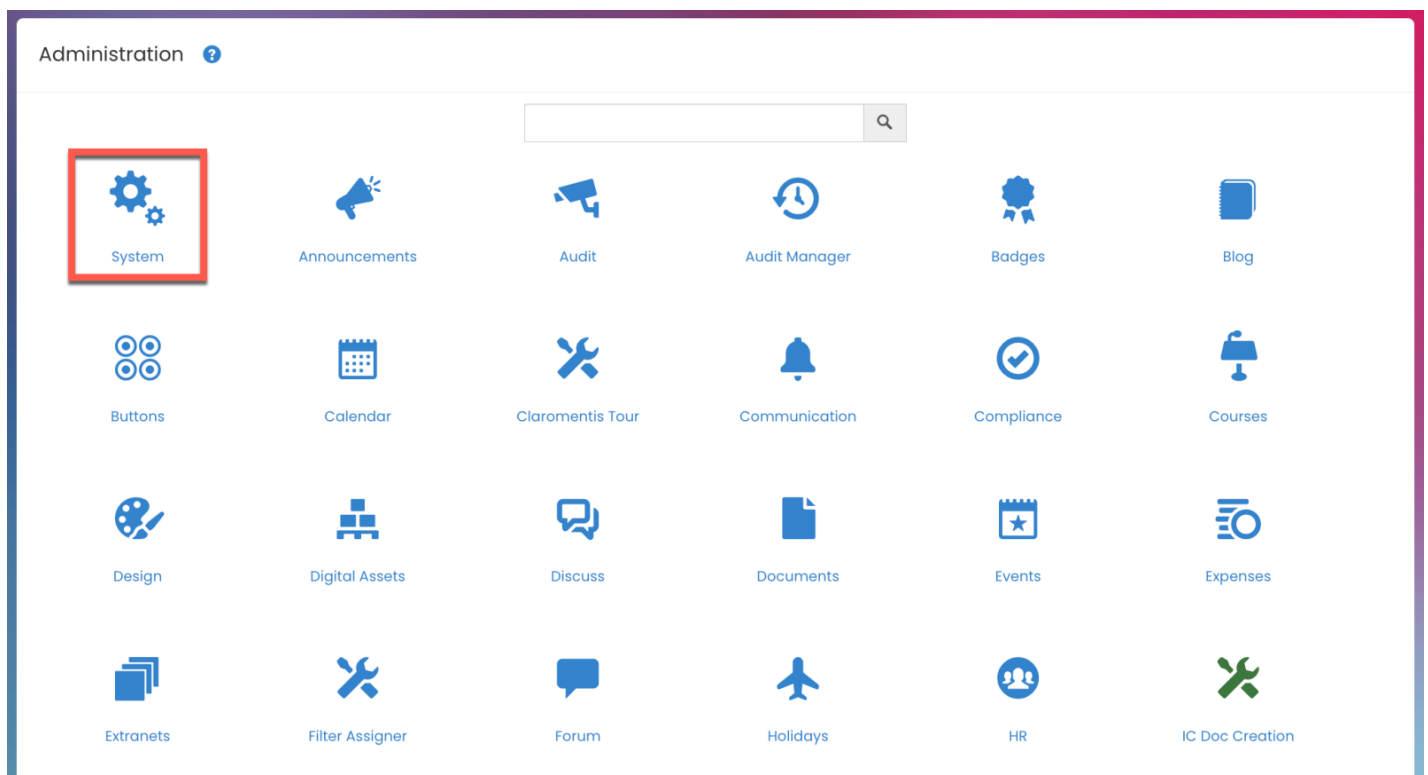 Administration ?
System Announcements Audit Audit Manager Badges Blog
Buttons Calendar Claromentis Tour Communication Compliance Courses
Design Digital Assets Discuss Documents Events Expenses
Extranets Filter Assigner Forum Holidays HR IC Doc Creation